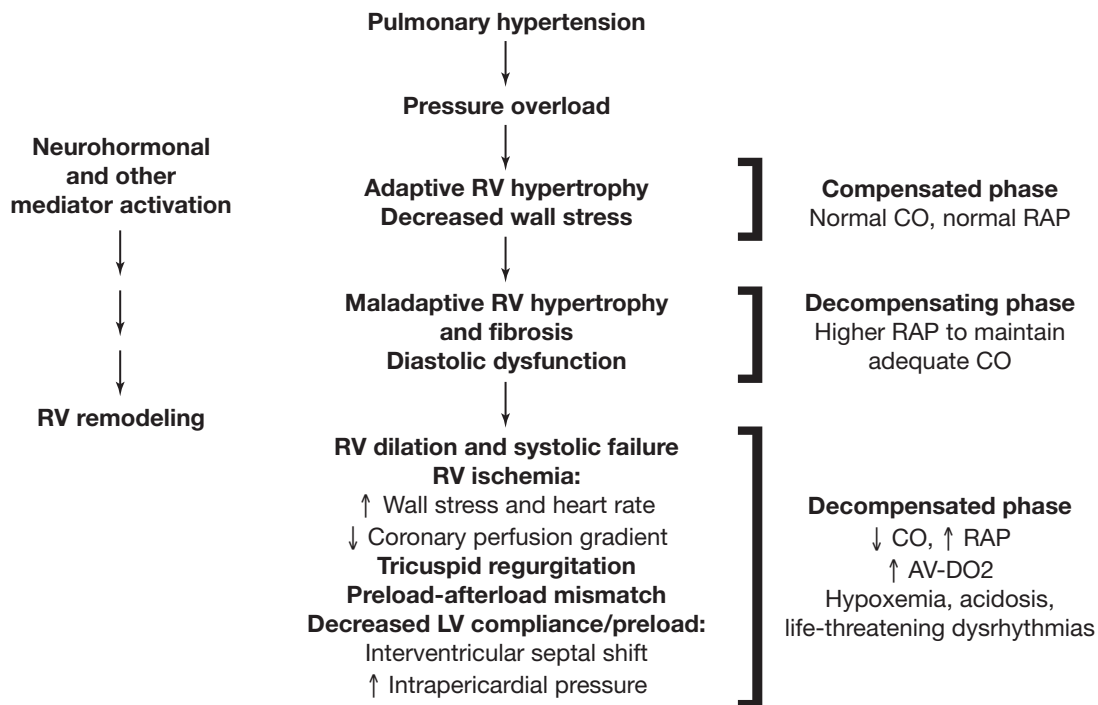 Pulmonary hypertension
Pressure overload
Neurohormonal
and other
mediator activation
RV remodeling
Adaptive RV hypertrophy
Decreased wall stress
Compensated phase
Normal CO, normal RAP
Maladaptive RV hypertrophy
and fibrosis
Diastolic dysfunction
Decompensating phase
Higher RAP to maintain
adequate CO
RV dilation and systolic failure
RV ischemia:
↑ Wall stress and heart rate
↓ Coronary perfusion gradient
Tricuspid regurgitation
Preload-afterload mismatch
Decreased LV compliance/preload:
Interventricular septal shift
↑ Intrapericardial pressure
Decompensated phase
↓ CO, ↑ RAP
↑ AV-DO2
Hypoxemia, acidosis,
life-threatening dysrhythmias